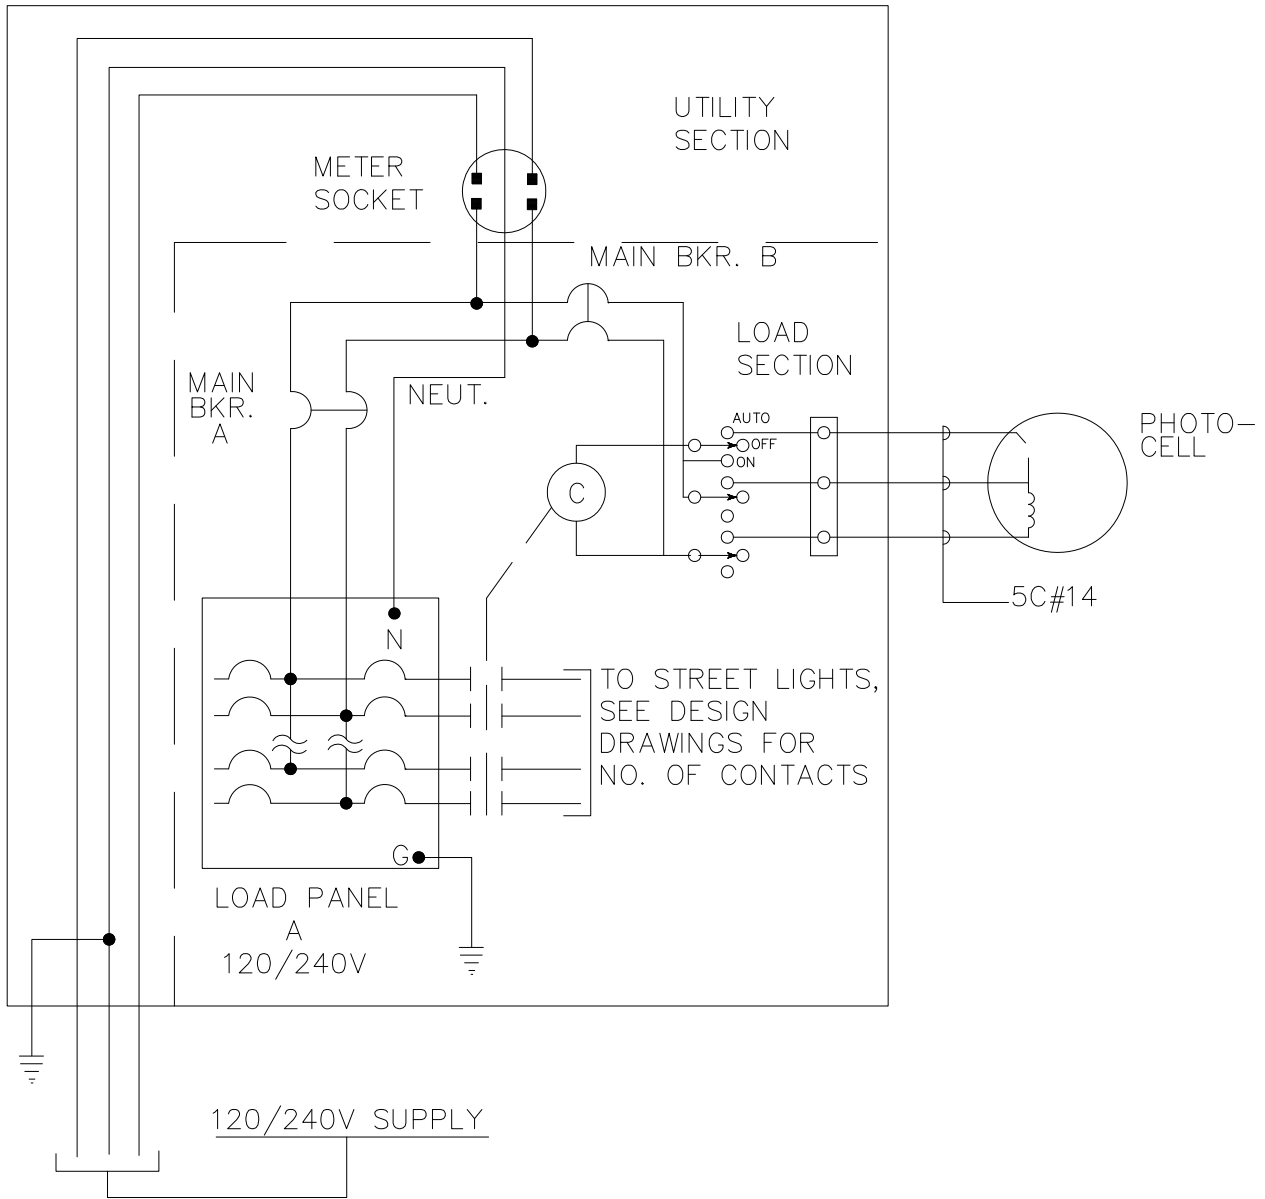 UTILITY
SECTION
METER
SOCKET
MAIN BKR. B
LOAD
SECTION
MAIN
BKR.
A
NEUT.
AUTO
OFF
ON
PHOTO-
CELL
C
5C#14
N
TO STREET LIGHTS,
SEE DESIGN
DRAWINGS FOR
NO. OF CONTACTS
G
LOAD PANEL
A
120/240V
120/240V SUPPLY